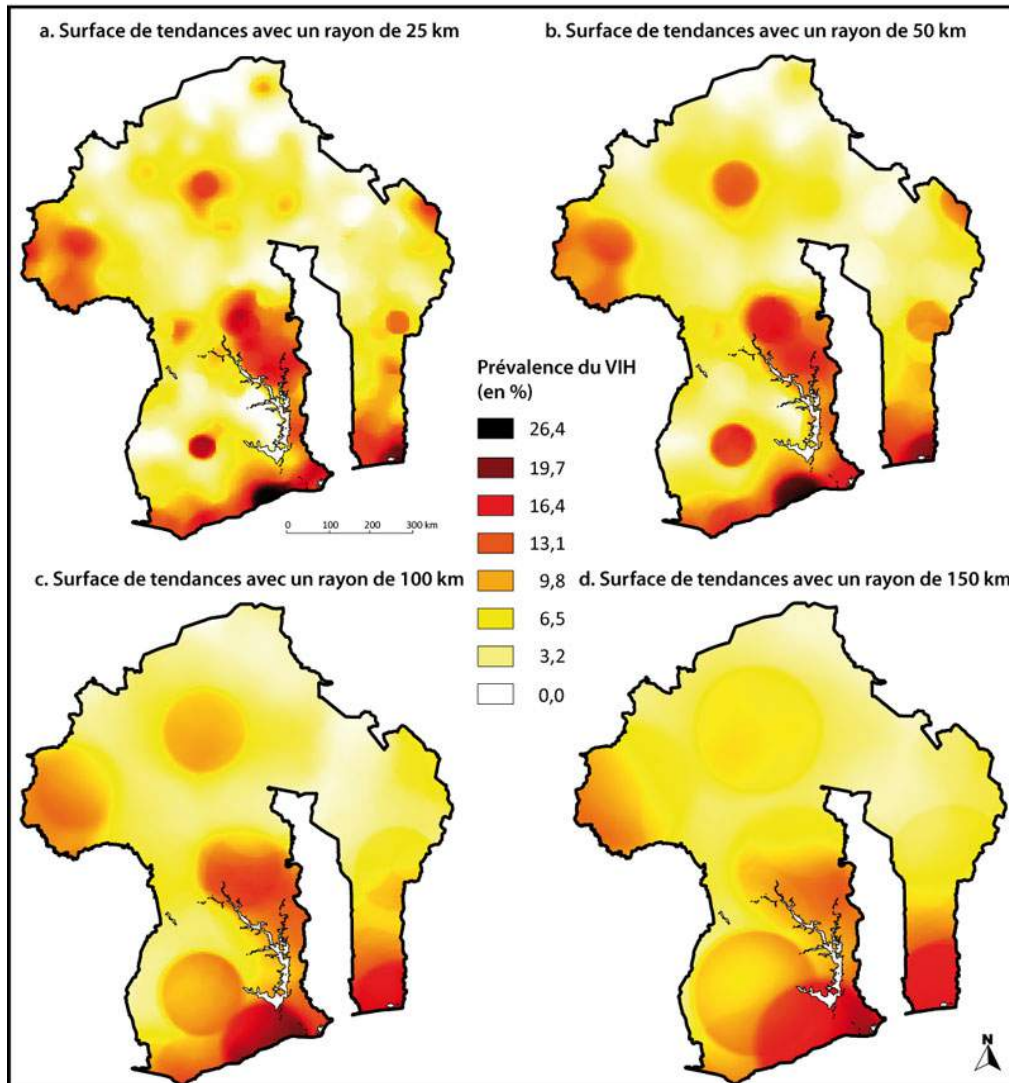 a. Surface de tendances avec un rayon de 25 km
b. Surface de tendances avec un rayon de 50 km
Prévalence du VIH
(en %)
26,4
19,7
16,4
13,1
9,8
6,5
3,2
0,0
0 100 200 300 km
c. Surface de tendances avec un rayon de 100 km
d. Surface de tendances avec un rayon de 150 km
N